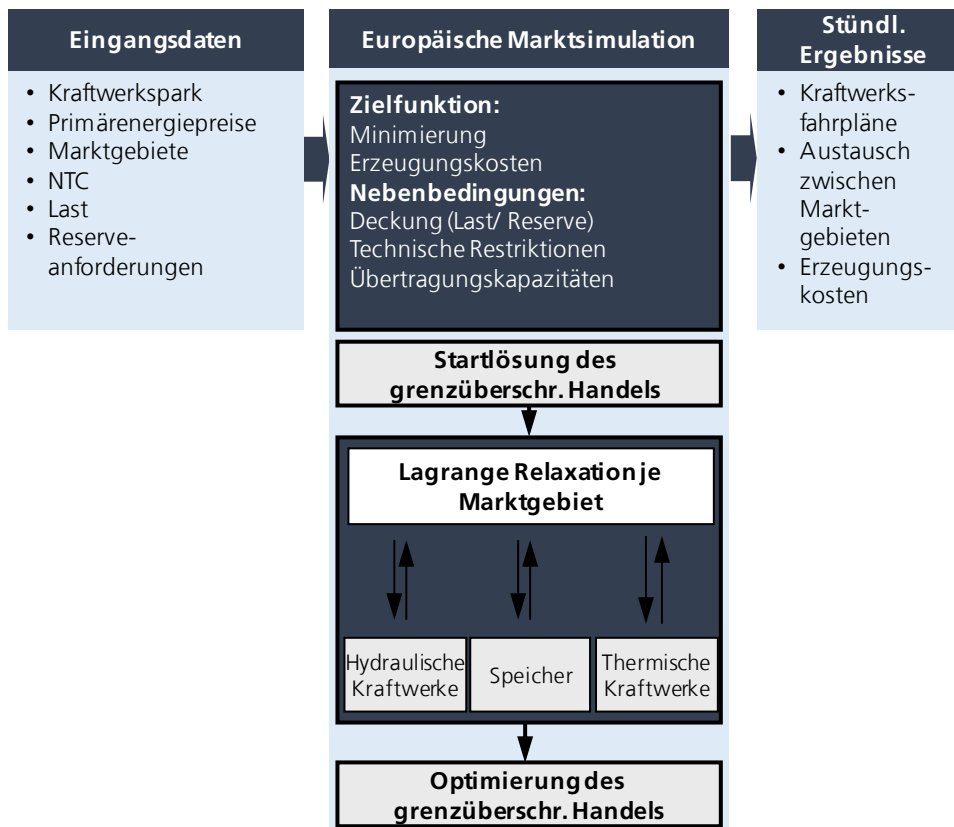 Eingangsdaten
• Kraftwerkspark
• Primärenergiepreise
• Marktgebiete
• NTC
• Last
• Reserve-
anforderungen
Europäische Marktsimulation
Zielfunktion:
Minimierung
Erzeugungskosten
Nebenbedingungen:
Deckung (Last/ Reserve)
Technische Restriktionen
Übertragungskapazitäten
Startlösung des
grenzüberschr. Handels
Lagrange Relaxation je
Marktgebiet
Hydraulische
Kraftwerke
Speicher
Thermische
Kraftwerke
Optimierung des
grenzüberschr. Handels
Stündl.
Ergebnisse
• Kraftwerks-
fahrpläne
• Austausch
zwischen
Markt-
gebieten
• Erzeugungs-
kosten